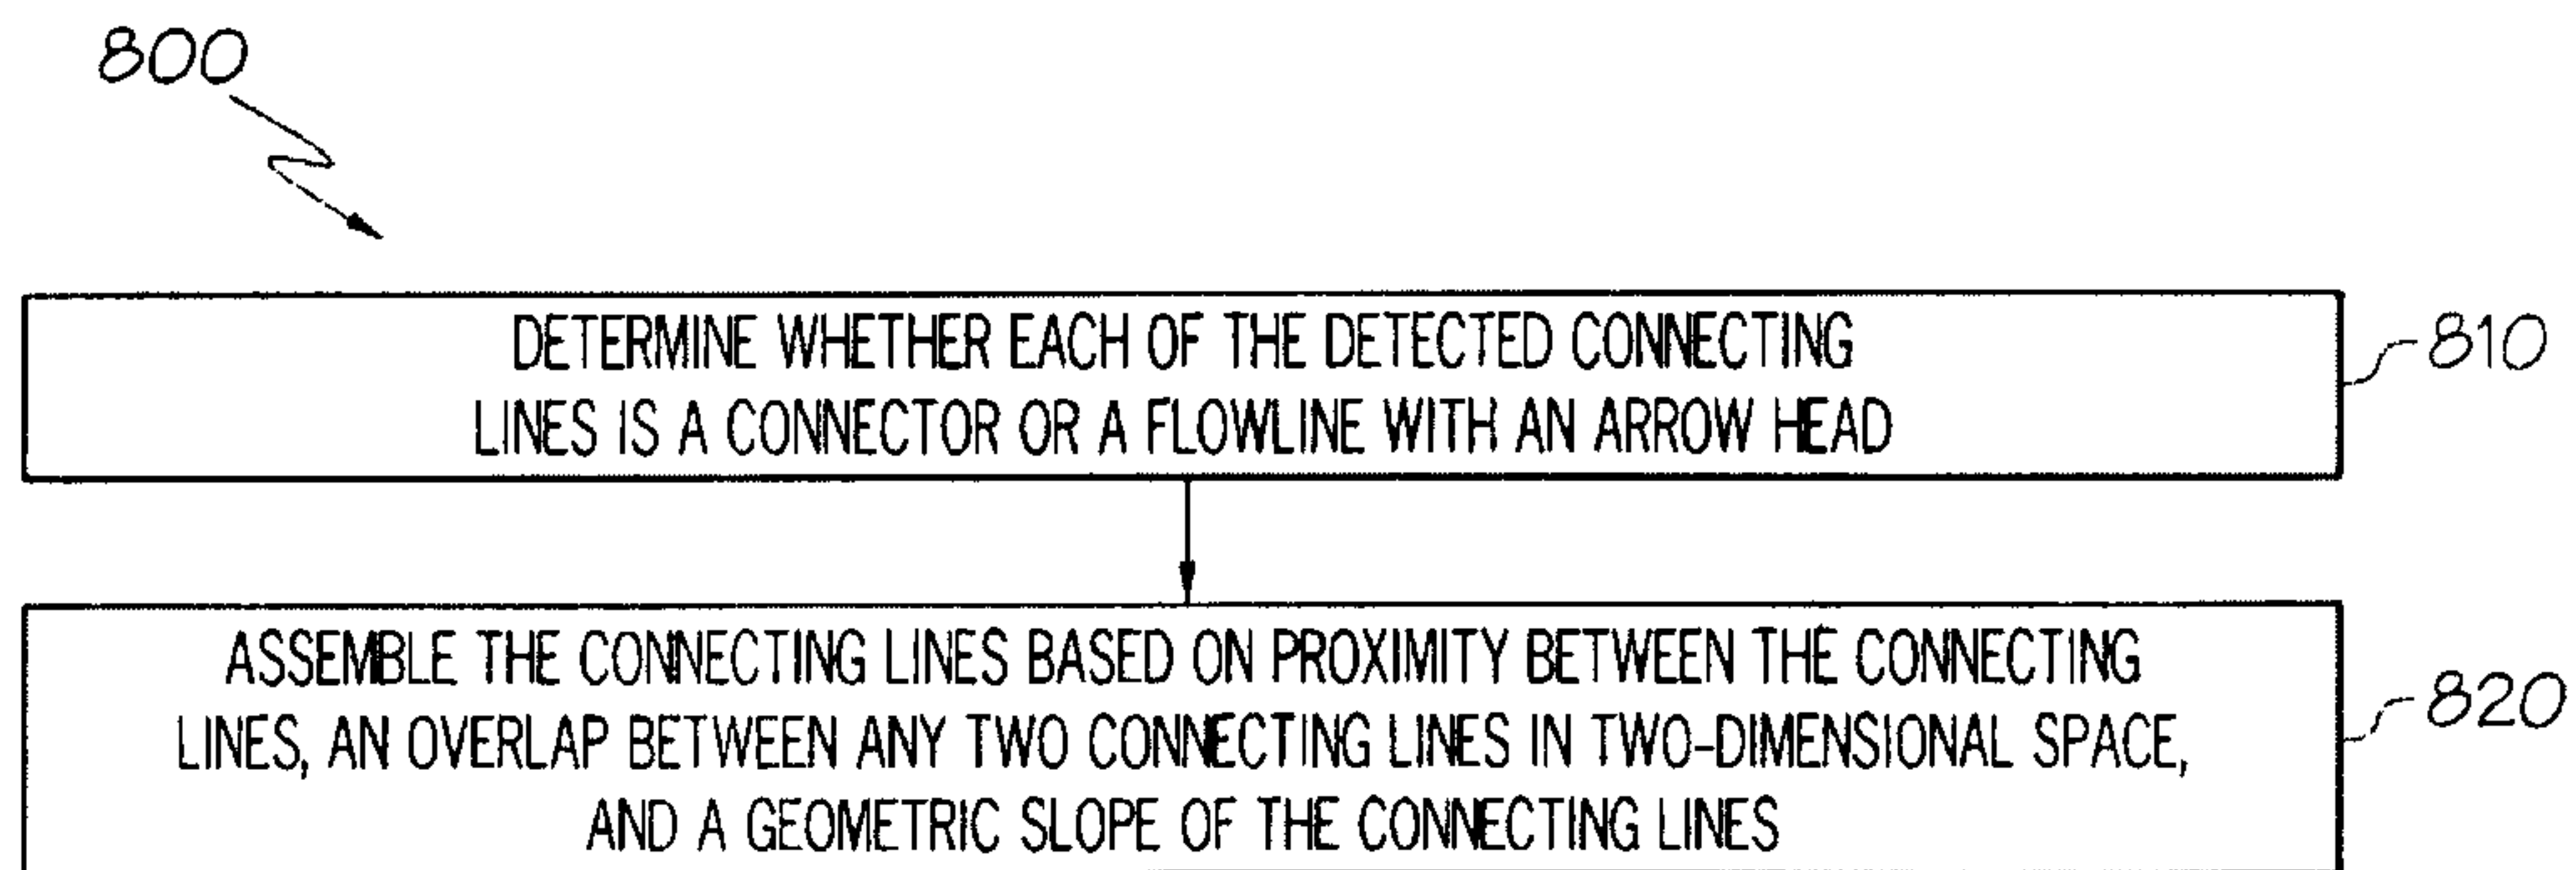 800
DETERMINE WHETHER EACH OF THE DETECTED CONNECTING
LINES IS A CONNECTOR OR A FLOWLINE WITH AN ARROW HEAD
810
ASSEMBLE THE CONNECTING LINES BASED ON PROXIMITY BETWEEN THE CONNECTING
LINES, AN OVERLAP BETWEEN ANY TWO CONNECTING LINES IN TWO-DIMENSIONAL SPACE,
AND A GEOMETRIC SLOPE OF THE CONNECTING LINES
820